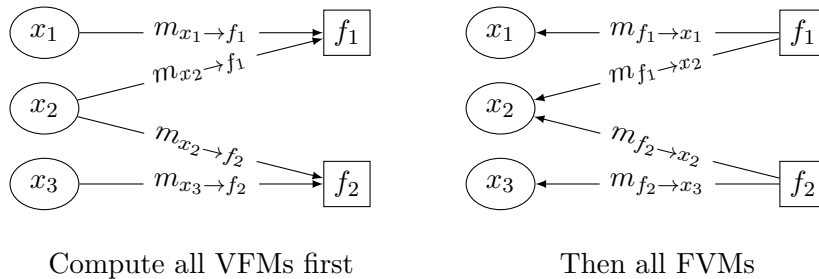 x₁ m_{x₁→f₁} f₁
x₂ m_{x₂→f₁}
m_{x₂→f₂}
x₃ m_{x₃→f₂} f₂
Compute all VFMs first
x₁ m_{f₁→x₁} f₁
x₂ m_{f₁→x₂}
m_{f₂→x₂}
x₃ m_{f₂→x₃} f₂
Then all FVMs